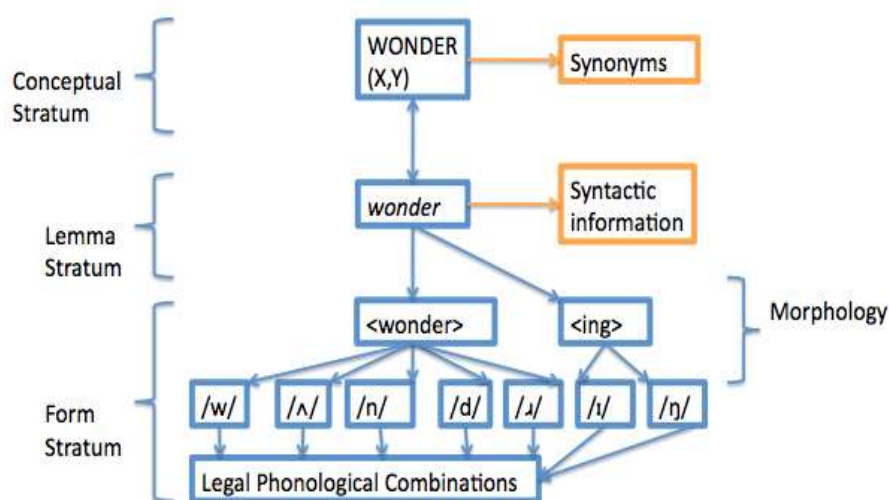 WONDER
(X,Y)
Synonyms
Conceptual
Stratum
wonder
Syntactic
information
Lemma
Stratum
Morphology
<wonder>
<ing>
/w/
/ʌ/
/n/
/d/
/ɹ/
/ɪ/
/ŋ/
Form
Stratum
Legal Phonological Combinations